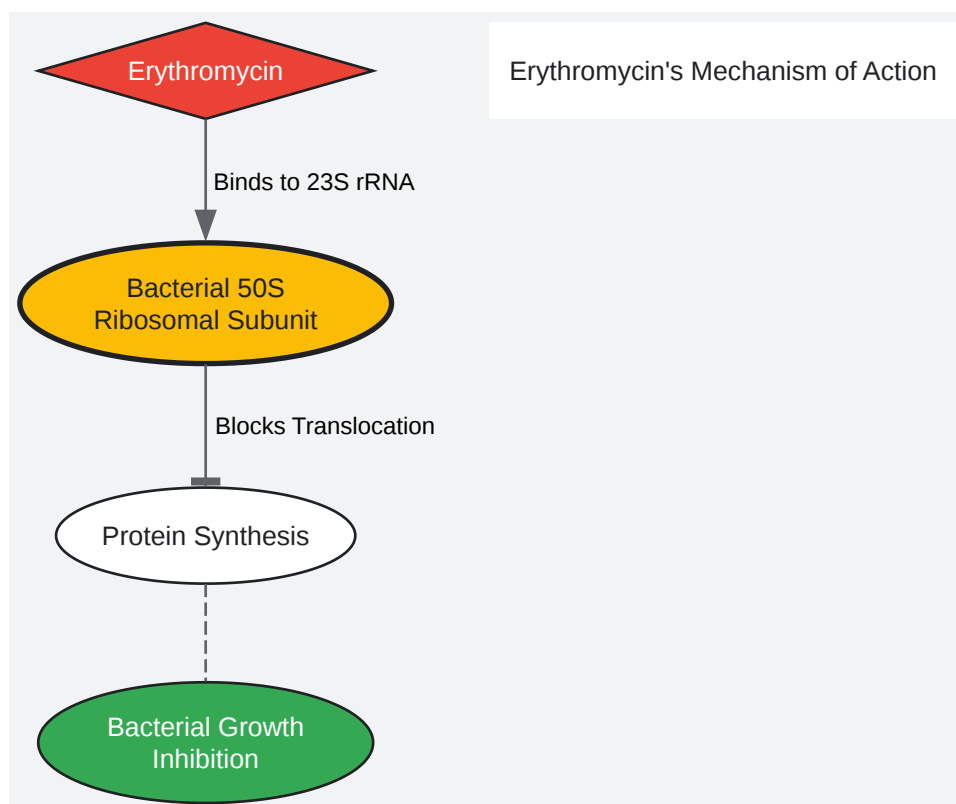 Erythromycin
Erythromycin's Mechanism of Action
Binds to 23S rRNA
Bacterial 50S
Ribosomal Subunit
Blocks Translocation
Protein Synthesis
Bacterial Growth
Inhibition